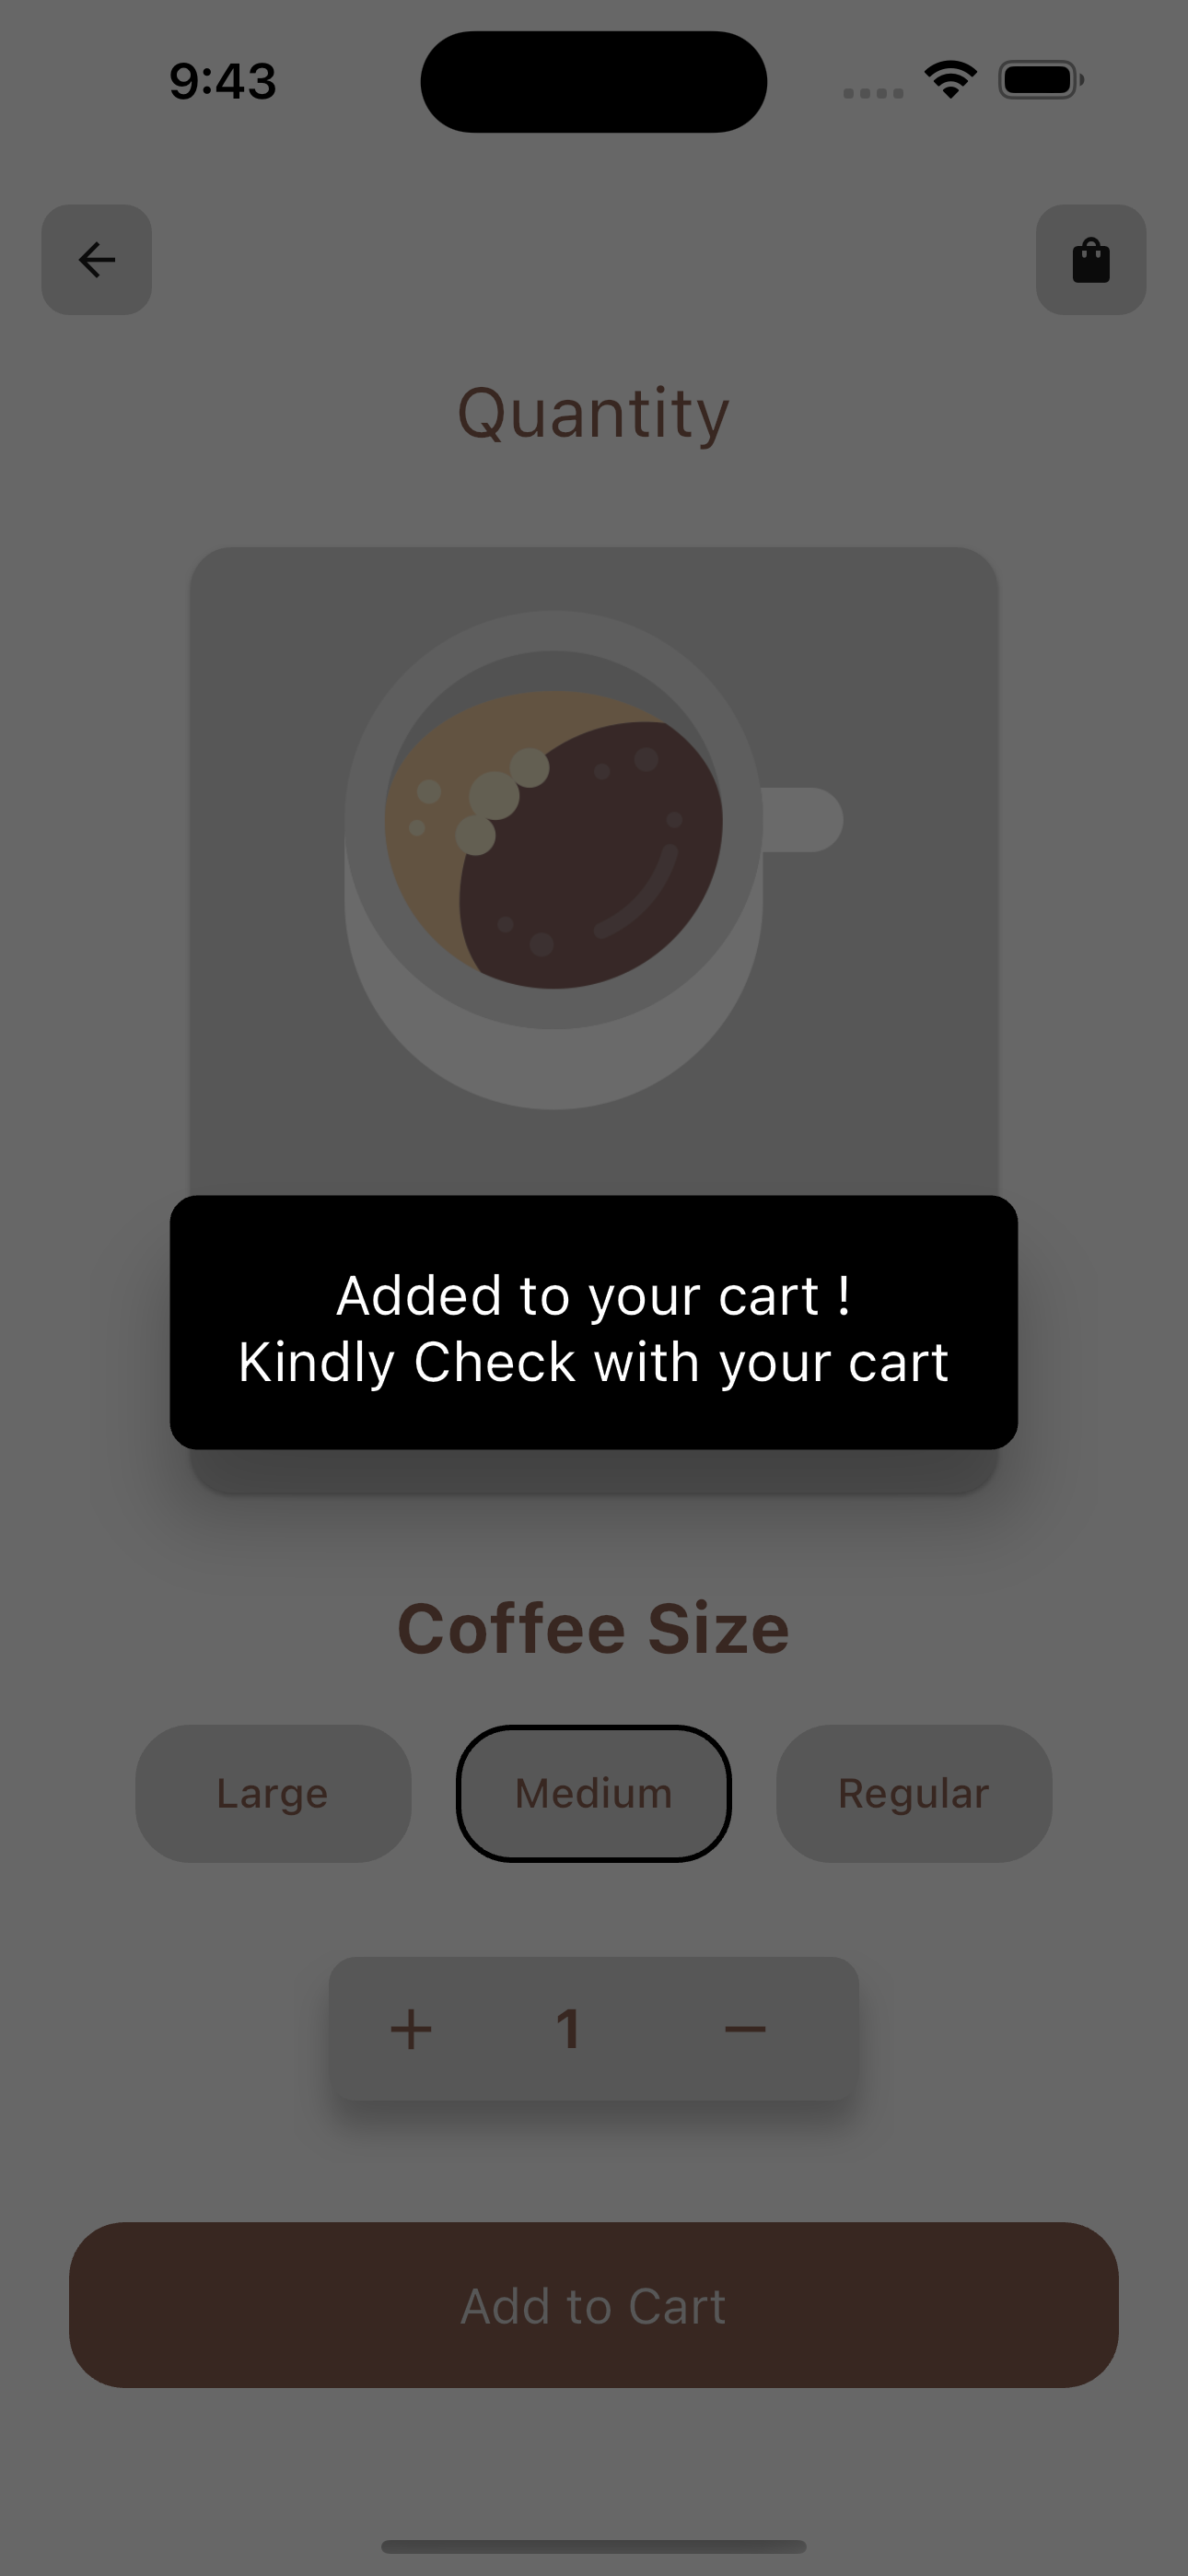 9:43
Quantity
Added to your cart !
Kindly Check with your cart
Coffee Size
Large Medium Regular
+ 1 −
Add to Cart